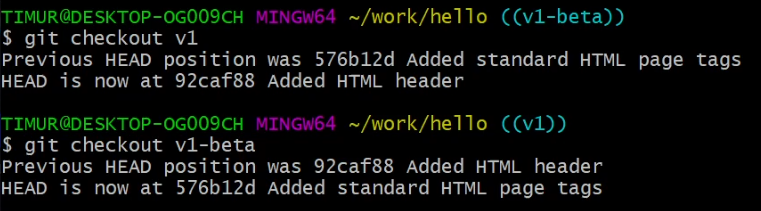 TIMUR@DESKTOP-OG009CH MINGW64 ~/work/hello ((v1-beta))
$ git checkout v1
Previous HEAD position was 576b12d Added standard HTML page tags
HEAD is now at 92caf88 Added HTML header
TIMUR@DESKTOP-OG009CH MINGW64 ~/work/hello ((v1))
$ git checkout v1-beta
Previous HEAD position was 92caf88 Added HTML header
HEAD is now at 576b12d Added standard HTML page tags